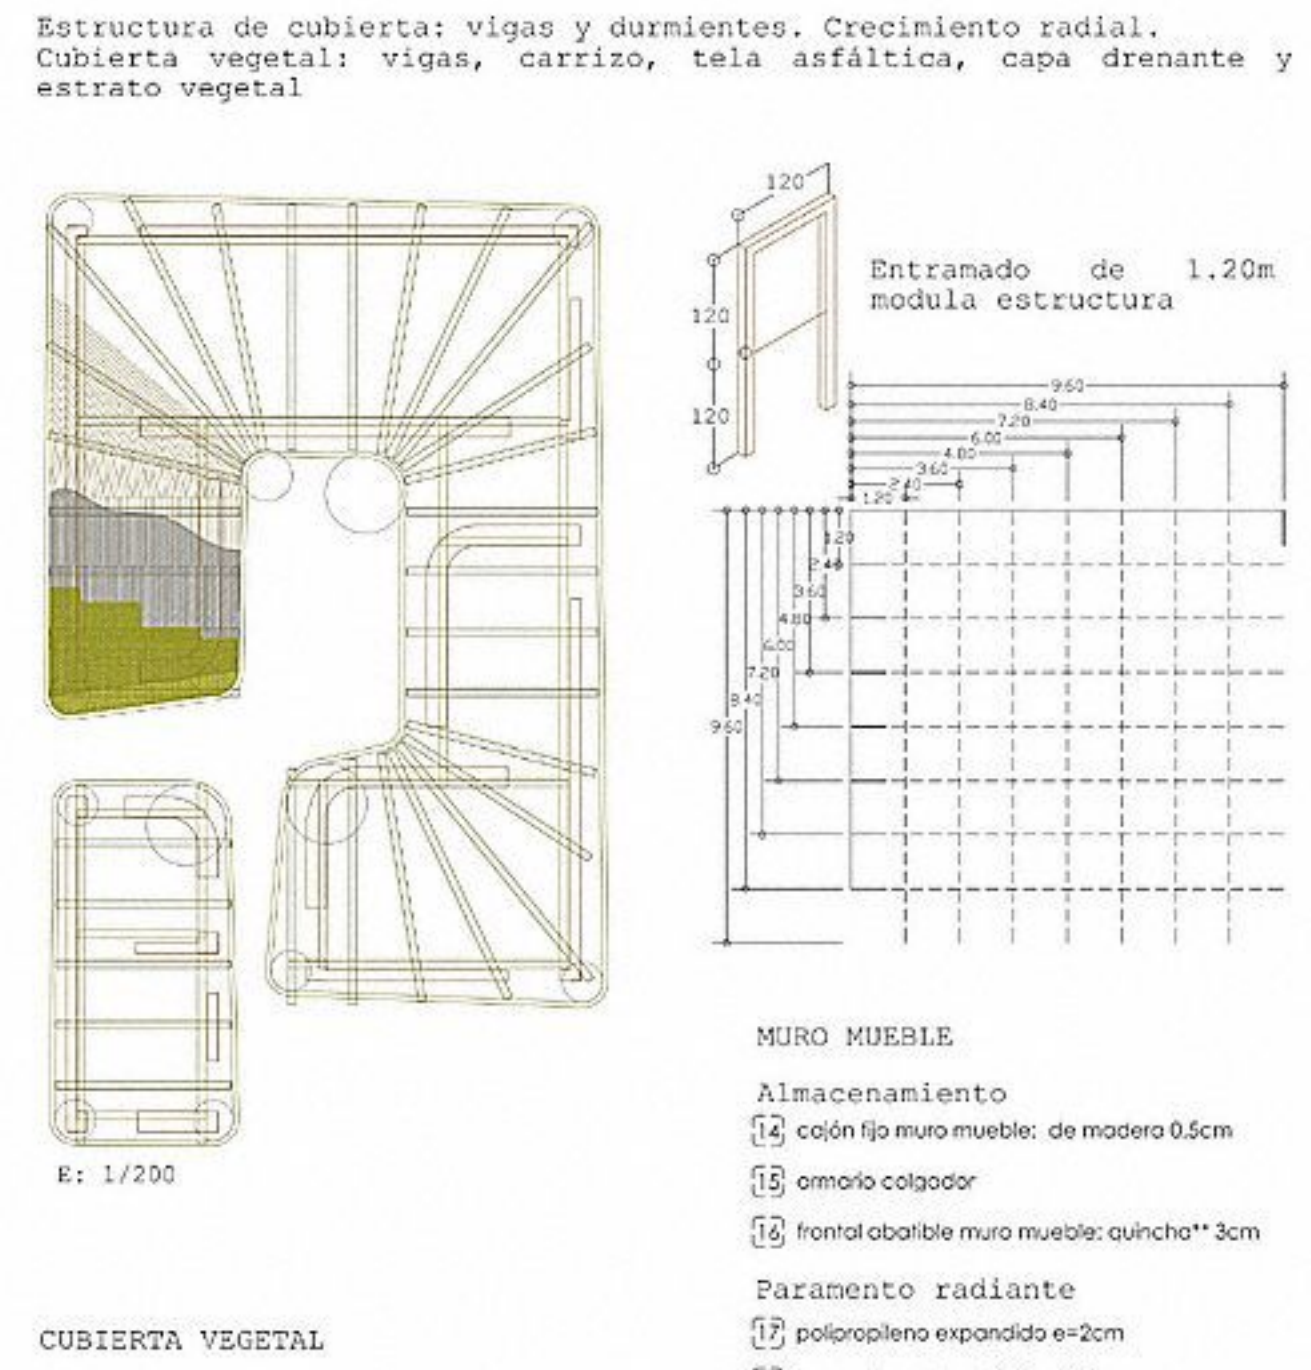 Estructura de cubierta: vigas y durmientes. Crecimiento radial.
Cubierta vegetal: vigas, carrizo, tela asfáltica, capa drenante y
estrato vegetal
120
120
120
Entramado de 1.20m
modula estructura
9.60
8.40
7.20
6.00
4.80
3.60
2.40
1.20
1.20
2.40
3.60
4.80
6.00
7.20
8.40
9.60
E: 1/200
CUBIERTA VEGETAL
MURO MUEBLE
Almacenamiento
14 cajón fijo muro mueble: de madera 0.5cm
15 armario colgador
16 frontal abatible muro mueble: quincha** 3cm
Paramento radiante
17 polipropileno expandido e=2cm